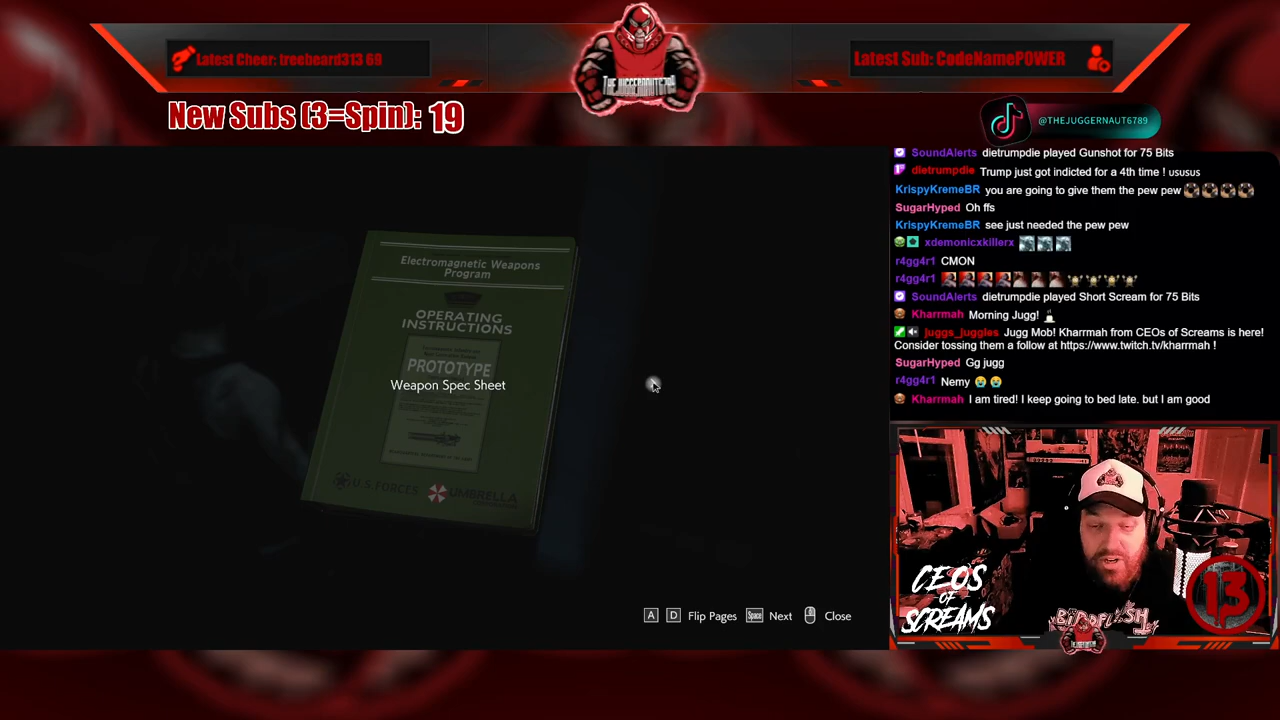 Latest Cheer: treebeard313 69
THEJUGGERNAUT6789
Latest Sub: CodeNamePOWER
New Subs (3=Spin): 19
@THEJUGGERNAUT6789
SoundAlerts dietrumpdie played Gunshot for 75 Bits
dietrumpdie Trump just got indicted for a 4th time ! ususus
KrispyKremeBR you are going to give them the pew pew
SugarHyped Oh ffs
KrispyKremeBR see just needed the pew pew
xdemonicxkillerx
r4gg4r1 CMON
r4gg4r1
SoundAlerts dietrumpdie played Short Scream for 75 Bits
Kharrmah Morning Jugg!
juggs_juggles Jugg Mob! Kharrmah from CEOs of Screams is here!
Consider tossing them a follow at https://www.twitch.tv/kharrmah !
SugarHyped Gg jugg
r4gg4r1 Nemy 😭 😭
Kharrmah I am tired! I keep going to bed late. but I am good
Electromagnetic Weapons
Program
OPERATING
INSTRUCTIONS
PROTOTYPE
Weapon Spec Sheet
U.S.FORCES UMBRELLA
A D Flip Pages Space Next Close
CEOS
OF
SCREAMS
13